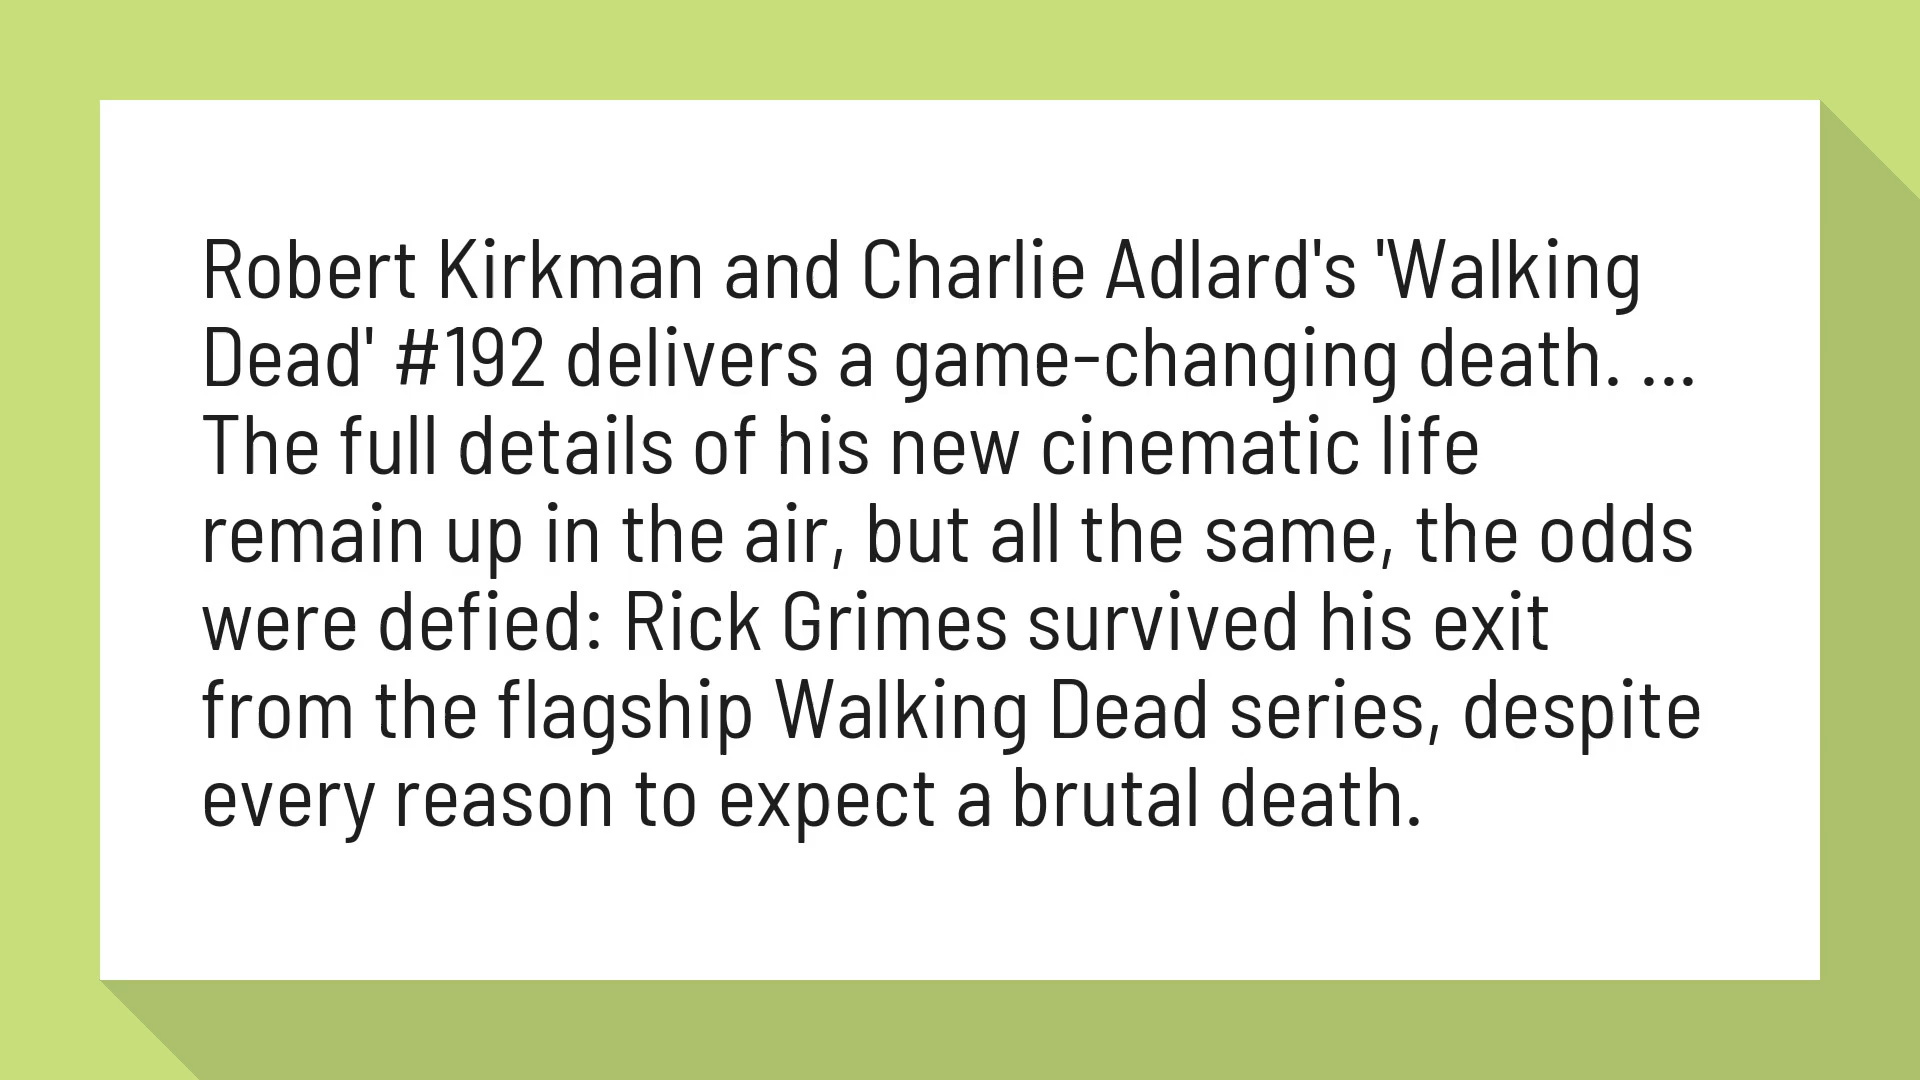 Robert Kirkman and Charlie Adlard's 'Walking
Dead' #192 delivers a game-changing death. ...
The full details of his new cinematic life
remain up in the air, but all the same, the odds
were defied: Rick Grimes survived his exit
from the flagship Walking Dead series, despite
every reason to expect a brutal death.